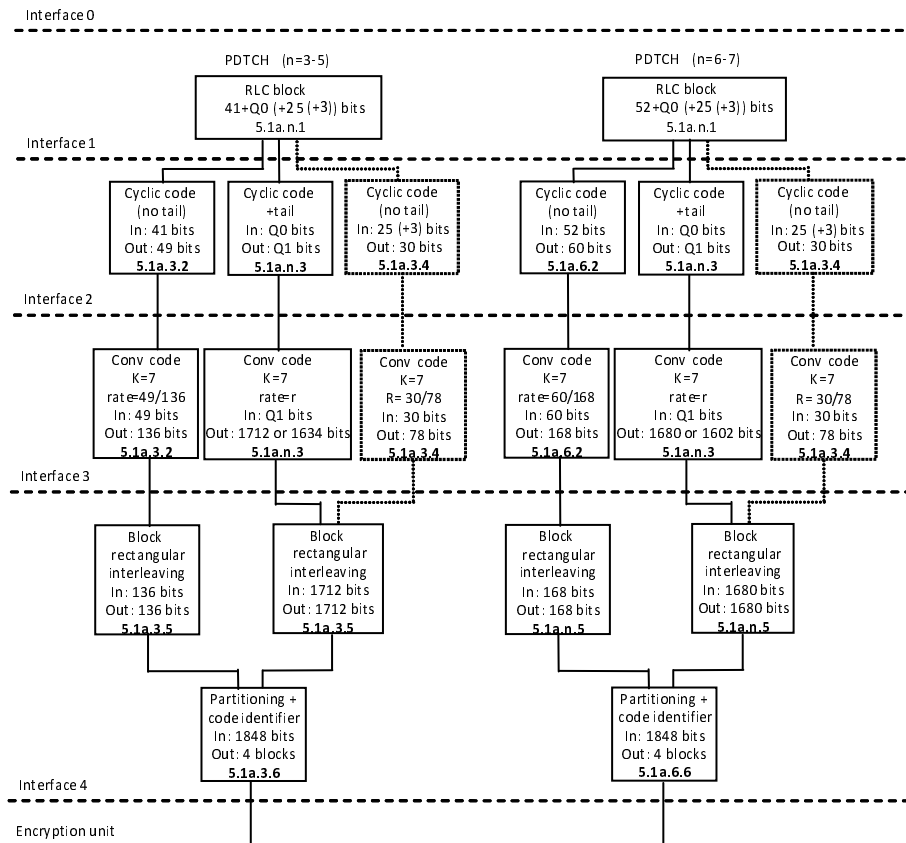 Interface 0
PDTCH (n=3-5)
RLC block
41+Q0 (+25 (+3)) bits
5.1a.n.1
PDTCH (n=6-7)
RLC block
52+Q0 (+25 (+3)) bits
5.1a.n.1
Interface 1
Cyclic code
(no tail)
In: 41 bits
Out: 49 bits
5.1a.3.2
Cyclic code
+tail
In: Q0 bits
Out: Q1 bits
5.1a.n.3
Cyclic code
(no tail)
In: 25 (+3) bits
Out: 30 bits
5.1a.3.4
Cyclic code
(no tail)
In: 52 bits
Out: 60 bits
5.1a.6.2
Cyclic code
+tail
In: Q0 bits
Out: Q1 bits
5.1a.n.3
Cyclic code
(no tail)
In: 25 (+3) bits
Out: 30 bits
5.1a.3.4
Interface 2
Conv code
K=7
rate=49/136
In: 49 bits
Out: 136 bits
5.1a.3.2
Conv code
K=7
rate=r
In: Q1 bits
Out: 1712 or 1634 bits
5.1a.n.3
Conv code
K=7
R= 30/78
In: 30 bits
Out: 78 bits
5.1a.3.4
Conv code
K=7
rate=60/168
In: 60 bits
Out: 168 bits
5.1a.6.2
Conv code
K=7
rate=r
In: Q1 bits
Out: 1680 or 1602 bits
5.1a.n.3
Conv code
K=7
R= 30/78
In: 30 bits
Out: 78 bits
5.1a.3.4
Interface 3
Block
rectangular
interleaving
In: 136 bits
Out: 136 bits
5.1a.3.5
Block
rectangular
interleaving
In: 1712 bits
Out: 1712 bits
5.1a.3.5
Block
rectangular
interleaving
In: 168 bits
Out: 168 bits
5.1a.n.5
Block
rectangular
interleaving
In: 1680 bits
Out: 1680 bits
5.1a.n.5
Partitioning +
code identifier
In: 1848 bits
Out: 4 blocks
5.1a.3.6
Partitioning +
code identifier
In: 1848 bits
Out: 4 blocks
5.1a.6.6
Interface 4
Encryption unit